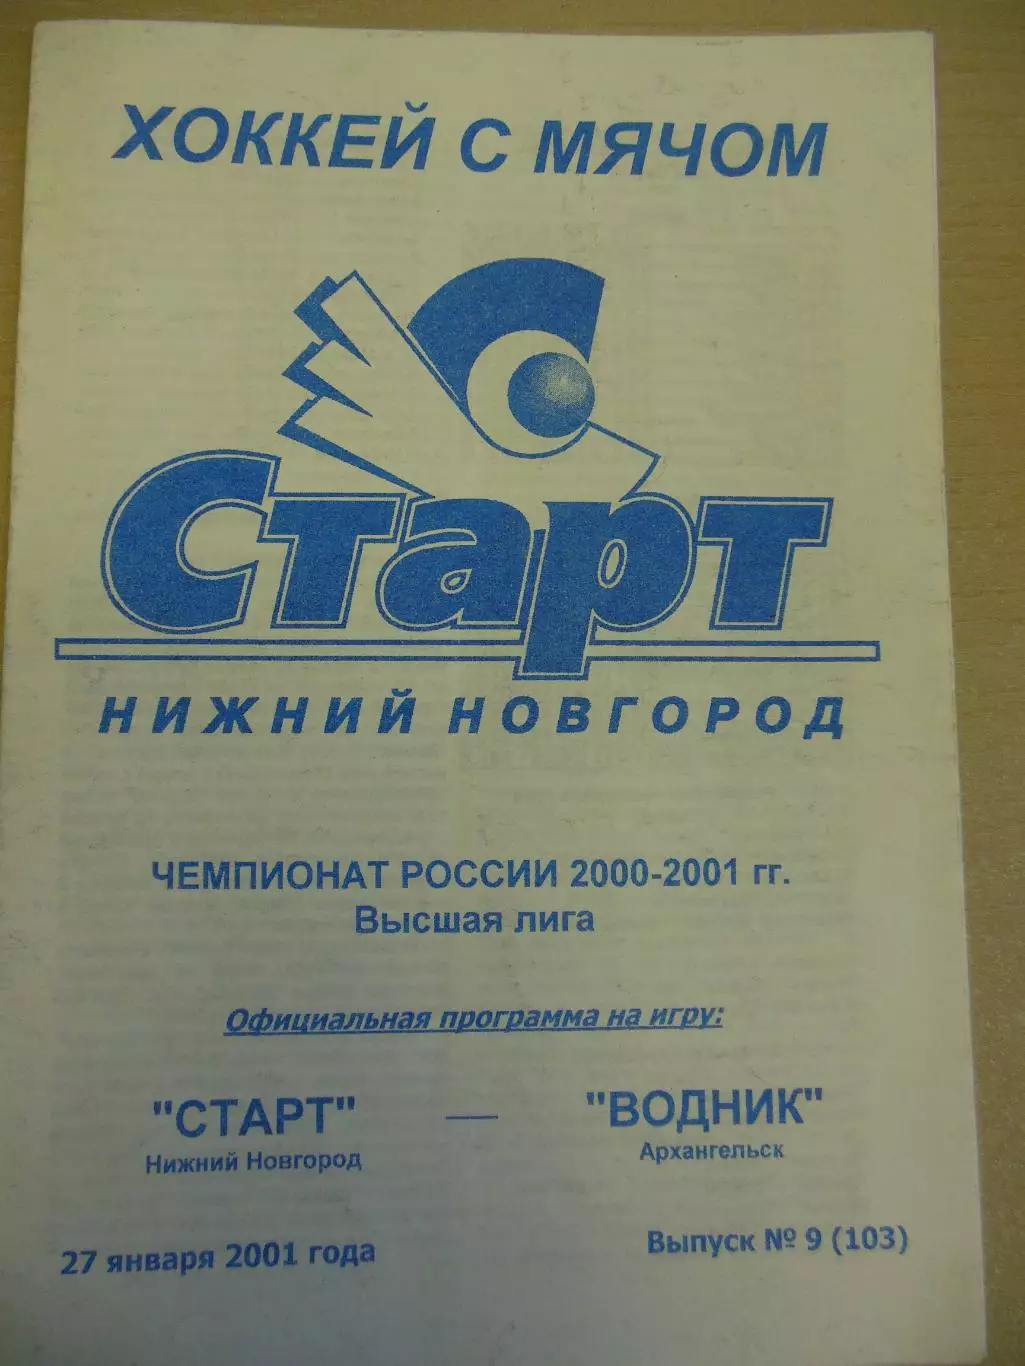 ХОККЕЙ С МЯЧОМ
Старт
НИЖНИЙ НОВГОРОД
ЧЕМПИОНАТ РОССИИ 2000-2001 гг.
Высшая лига
Официальная программа на игру:
"СТАРТ" — "ВОДНИК"
Нижний Новгород Архангельск
27 января 2001 года Выпуск № 9 (103)